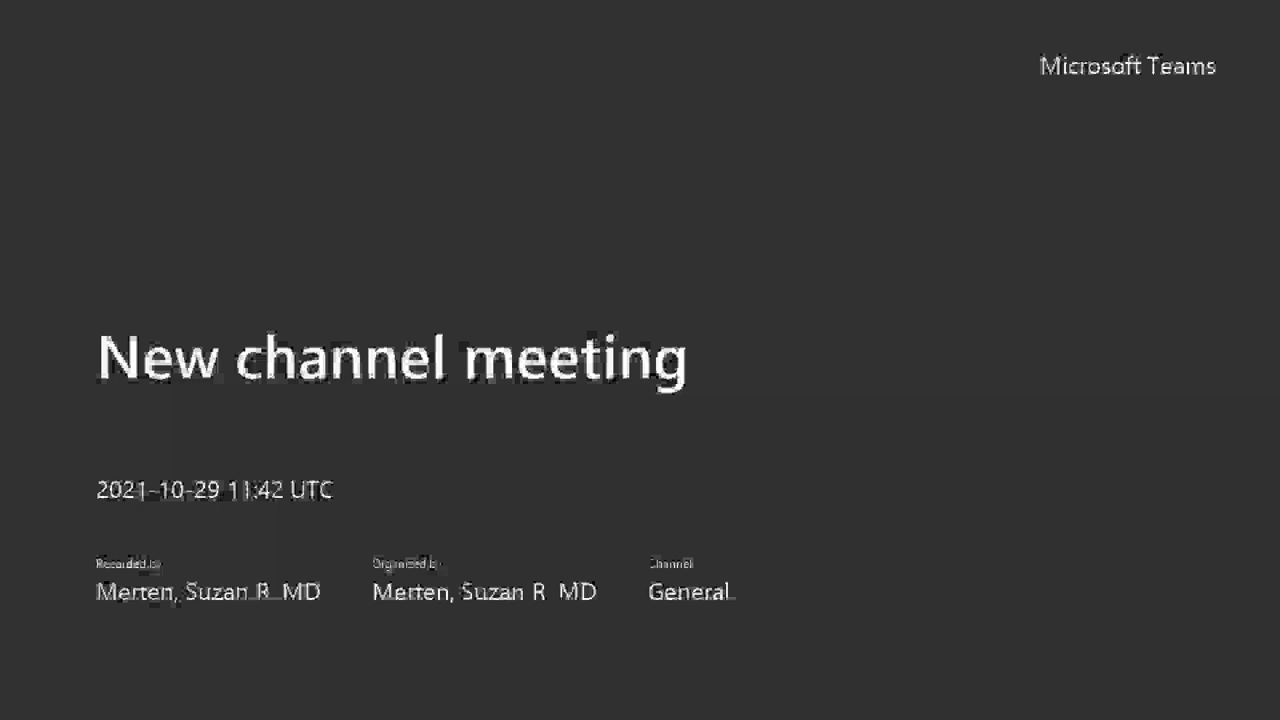 Microsoft Teams
New channel meeting
2021-10-29 11:42 UTC
Recorded by Organized by Channel
Merten, Suzan R MD Merten, Suzan R MD General